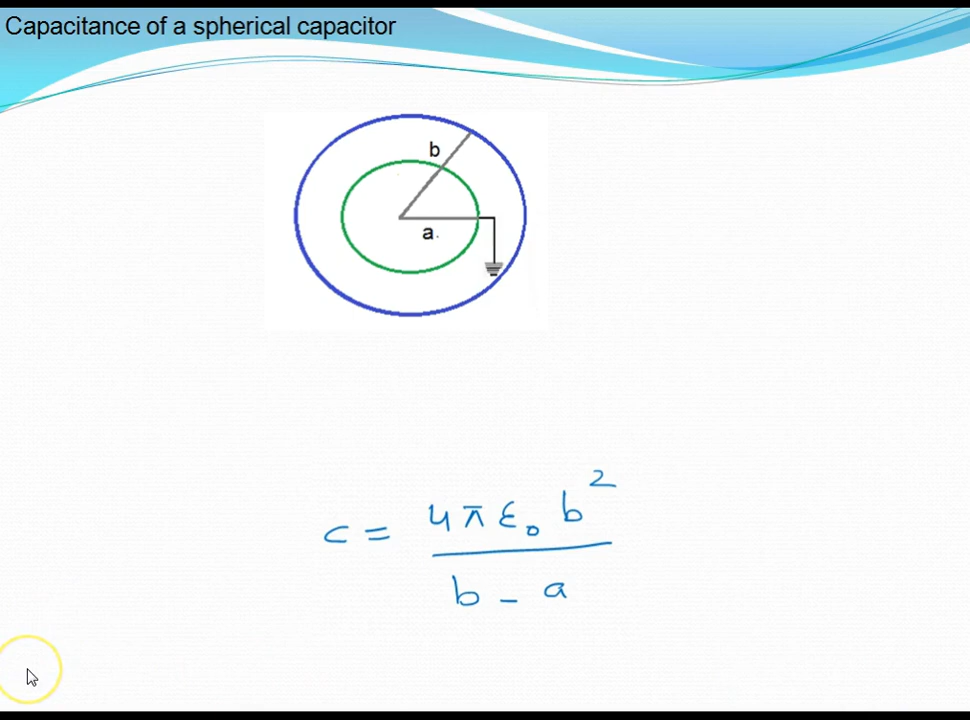 Capacitance of a spherical capacitor
b
a
c = 4πε₀b² / b - a